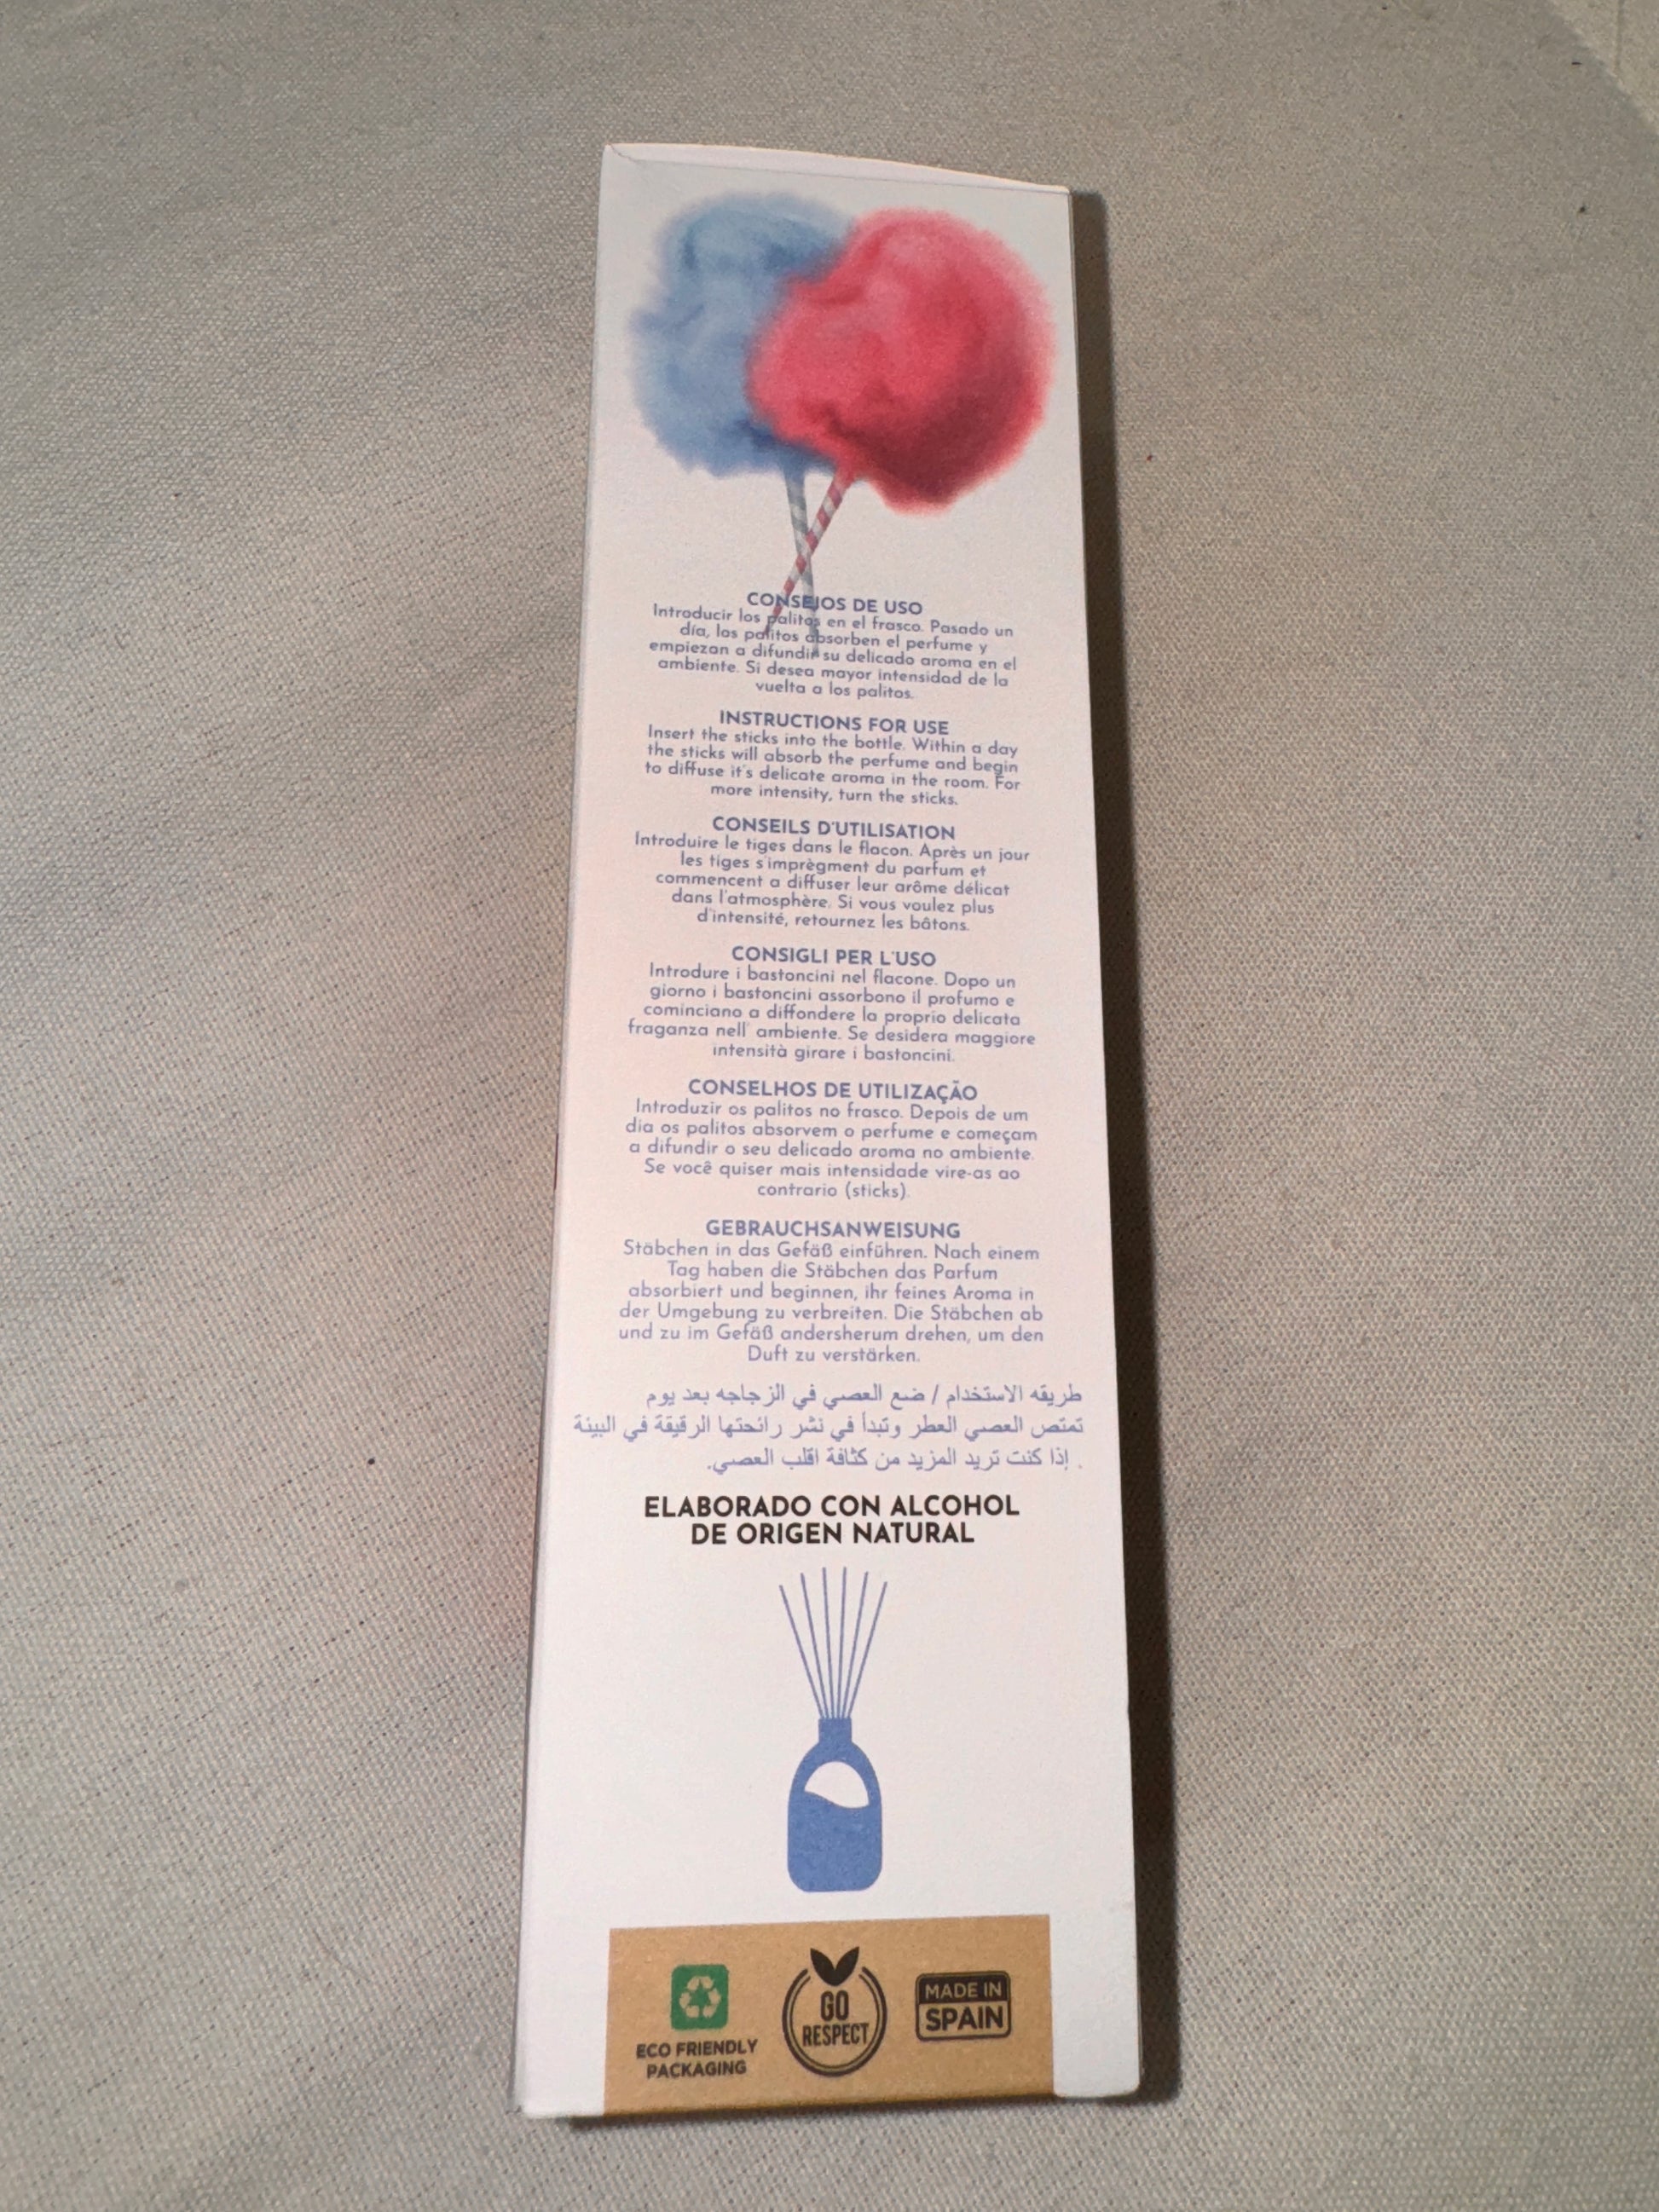 CONSEJOS DE USO
Introducir los palitos en el frasco. Pasado un
día, los palitos absorben el perfume y
empiezan a difundir su delicado aroma en el
ambiente. Si desea mayor intensidad de la
vuelta a los palitos.
INSTRUCTIONS FOR USE
Insert the sticks into the bottle. Within a day
the sticks will absorb the perfume and begin
to diffuse it's delicate aroma in the room. For
more intensity, turn the sticks.
CONSEILS D'UTILISATION
Introduire le tiges dans le flacon. Après un jour
les tiges s'imprègment du parfum et
commencent a diffuser leur arôme délicat
dans l'atmosphère. Si vous voulez plus
d'intensité, retournez les bâtons.
CONSIGLI PER L'USO
Introdure i bastoncini nel flacone. Dopo un
giorno i bastoncini assorbono il profumo e
cominciano a diffondere la proprio delicata
fraganza nell' ambiente. Se desidera maggiore
intensità girare i bastoncini.
CONSELHOS DE UTILIZAÇÃO
Introduzir os palitos no frasco. Depois de um
dia os palitos absorvem o perfume e começam
a difundir o seu delicado aroma no ambiente.
Se você quiser mais intensidade vire-as ao
contrario (sticks).
GEBRAUCHSANWEISUNG
Stäbchen in das Gefäß einführen. Nach einem
Tag haben die Stäbchen das Parfum
absorbiert und beginnen, ihr feines Aroma in
der Umgebung zu verbreiten. Die Stäbchen ab
und zu im Gefäß andersherum drehen, um den
Duft zu verstärken.
طريقه الاستخدام / ضع العصي في الزجاجه بعد يوم
تمتص العصي العطر وتبدأ في نشر رائحتها الرقيقة في البيئة
. إذا كنت تريد المزيد من كثافة اقلب العصي.
ELABORADO CON ALCOHOL
DE ORIGEN NATURAL
ECO FRIENDLY
PACKAGING
GO
RESPECT
MADE IN
SPAIN